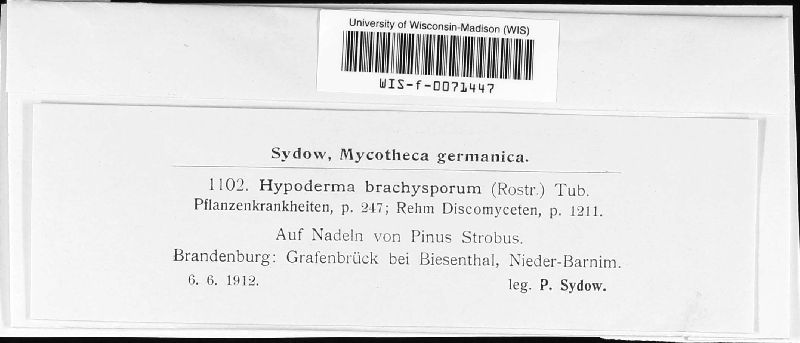 University of Wisconsin-Madison (WIS)
WIS-f-0071447
Sydow, Mycotheca germanica.
1102. Hypoderma brachysporum (Rostr.) Tub.
Pflanzenkrankheiten, p. 247; Rehm Discomyceten, p. 1211.
Auf Nadeln von Pinus Strobus.
Brandenburg: Grafenbrück bei Biesenthal, Nieder-Barnim.
6. 6. 1912. leg. P. Sydow.